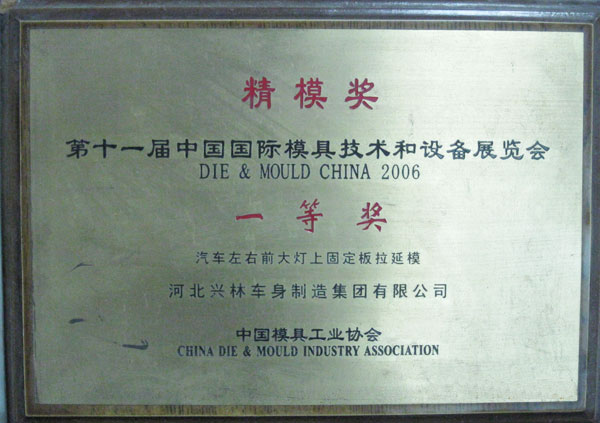 精模奖
第十一届中国国际模具技术和设备展览会
DIE & MOULD CHINA 2006
一等奖
汽车左右前大灯上固定板拉延模
河北兴林车身制造集团有限公司
中国模具工业协会
CHINA DIE & MOULD INDUSTRY ASSOCIATION